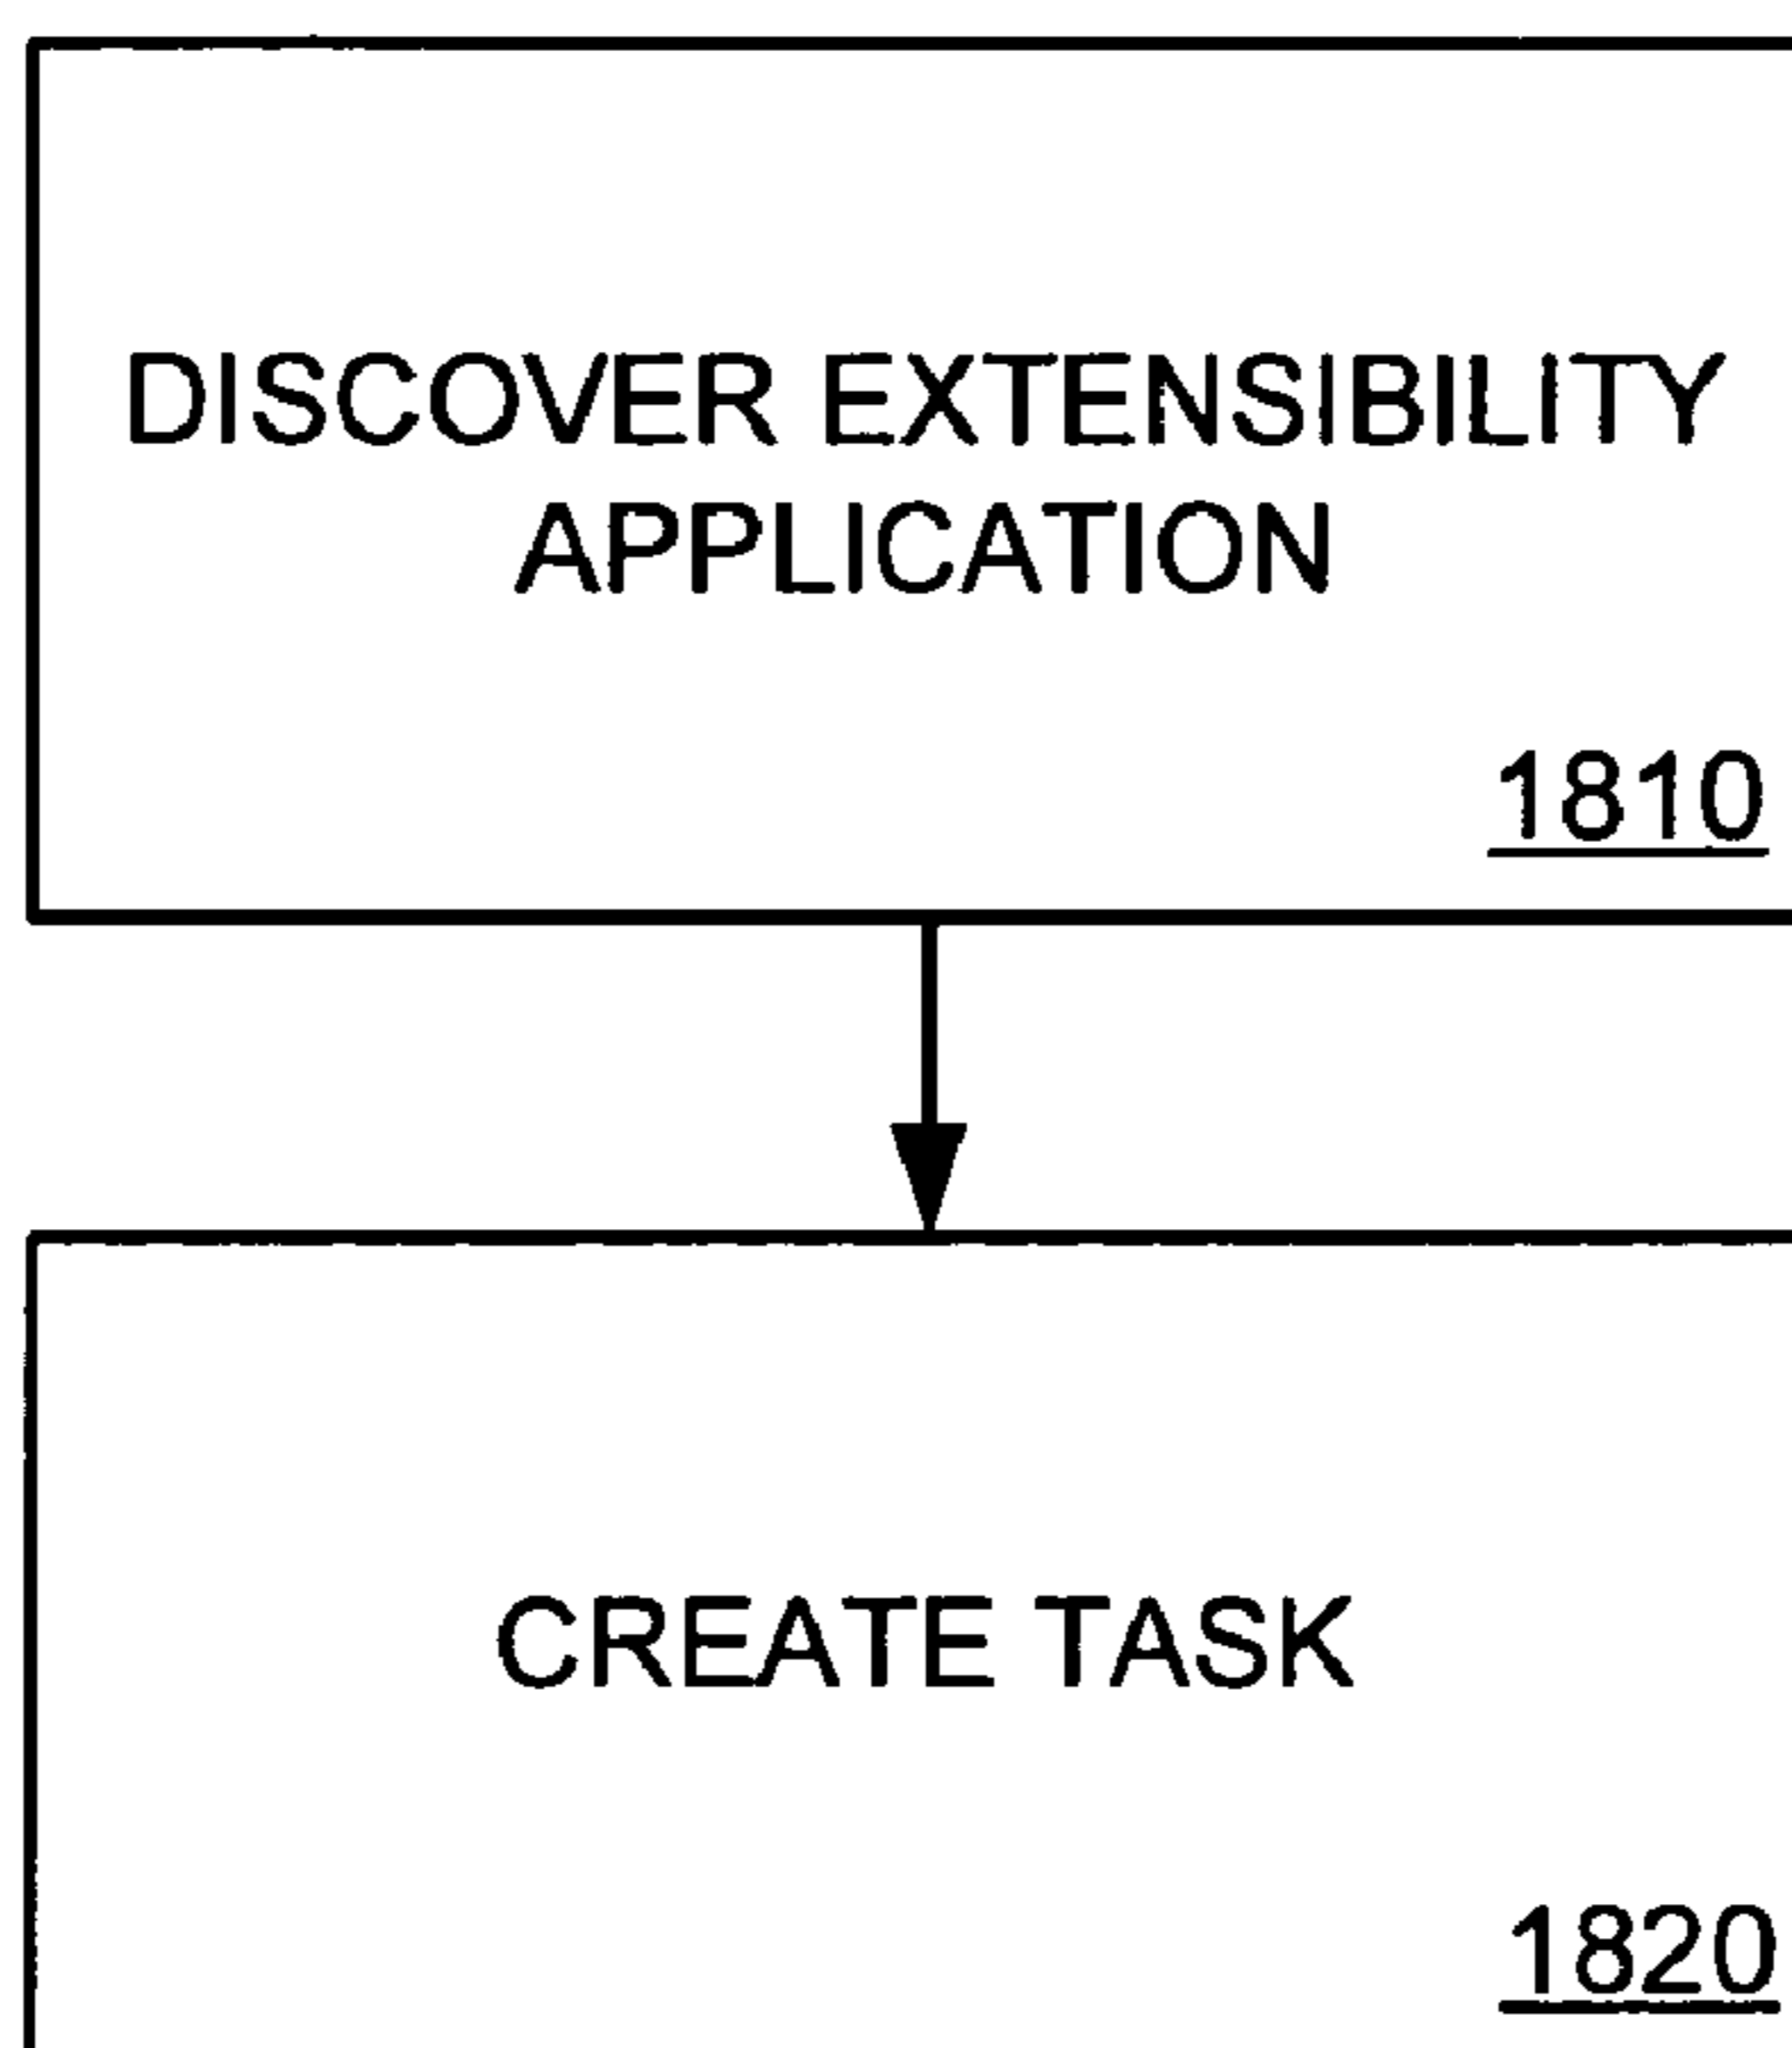 DISCOVER EXTENSIBILITY
APPLICATION
1810
CREATE TASK
1820